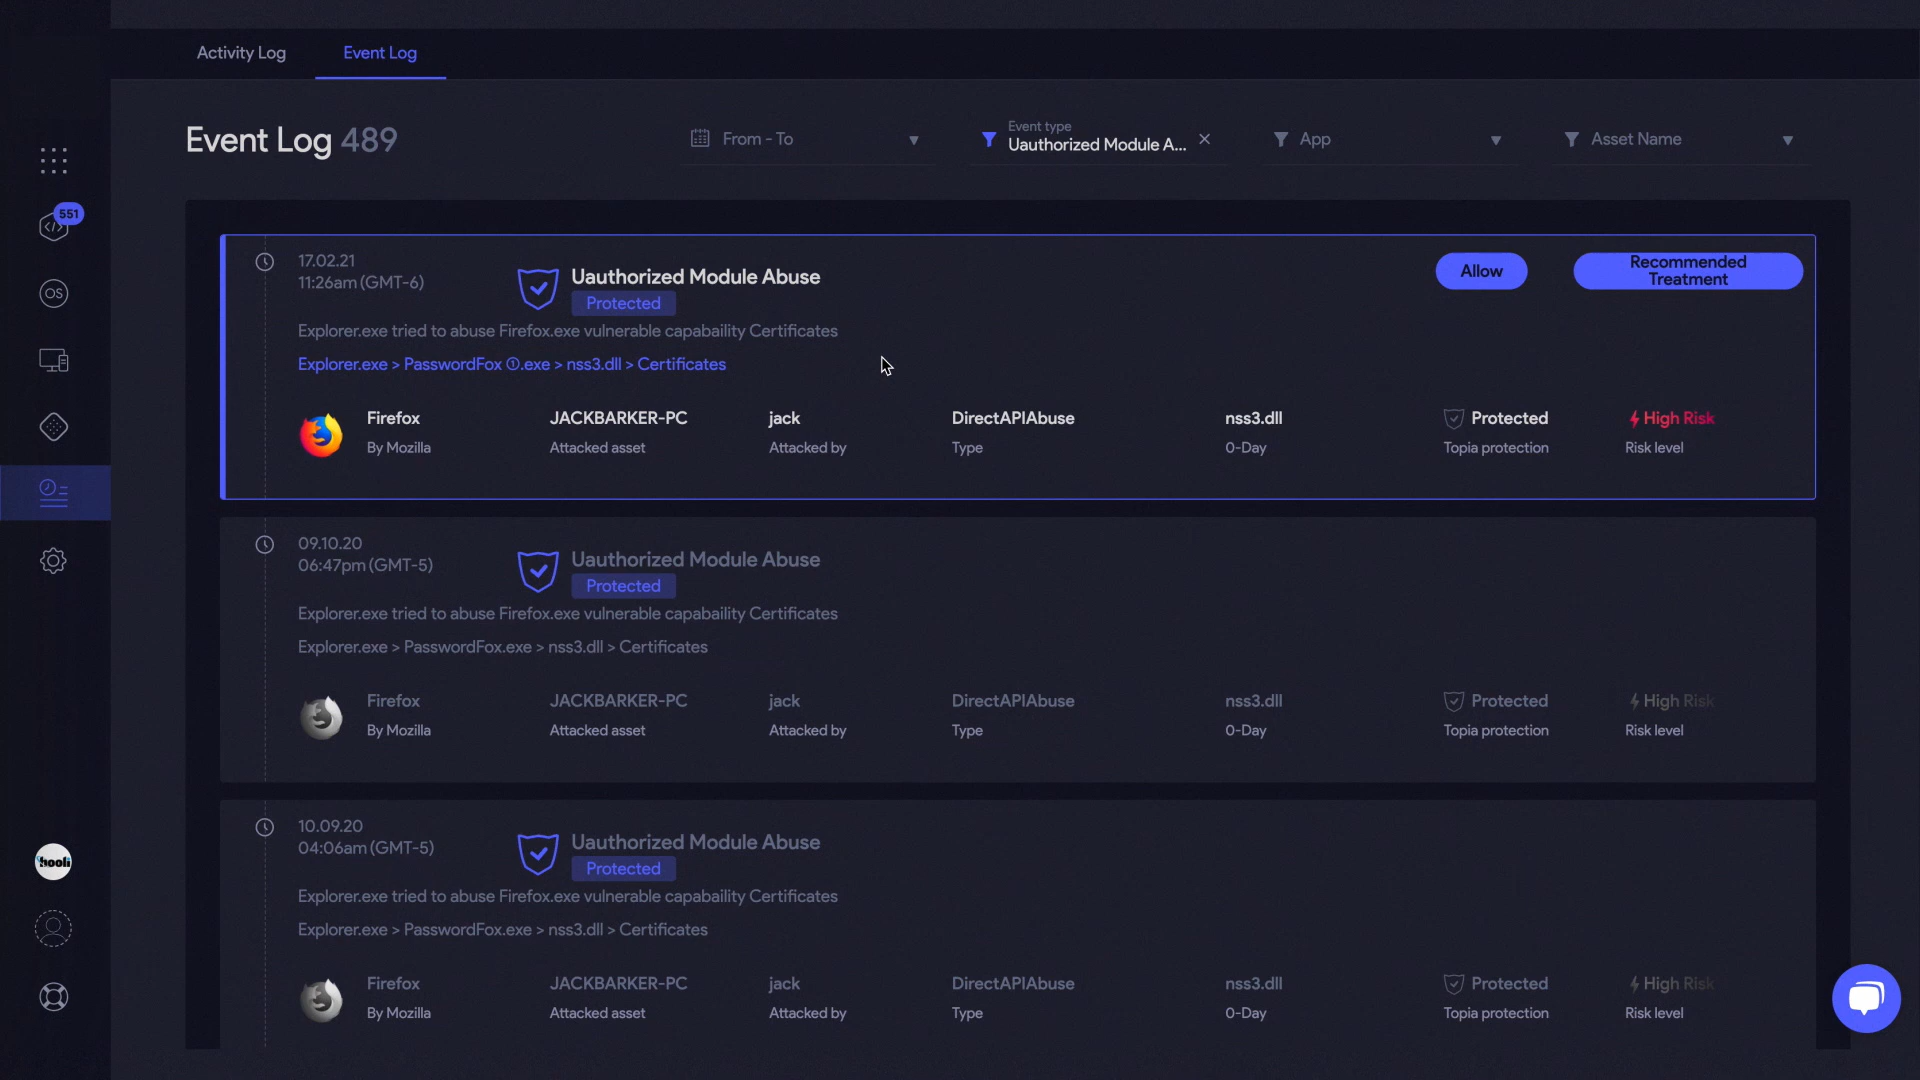 Activity Log
Event Log
Event Log 489
From - To
Event type
Uauthorized Module A...
App
Asset Name
551
OS
17.02.21
11:26am (GMT-6)
Uauthorized Module Abuse
Protected
Allow
Recommended
Treatment
Explorer.exe tried to abuse Firefox.exe vulnerable capabaility Certificates
Explorer.exe > PasswordFox ①.exe > nss3.dll > Certificates
Firefox JACKBARKER-PC jack DirectAPIAbuse nss3.dll Protected High Risk
By Mozilla Attacked asset Attacked by Type 0-Day Topia protection Risk level
09.10.20
06:47pm (GMT-5)
Uauthorized Module Abuse
Protected
Explorer.exe tried to abuse Firefox.exe vulnerable capabaility Certificates
Explorer.exe > PasswordFox.exe > nss3.dll > Certificates
Firefox JACKBARKER-PC jack DirectAPIAbuse nss3.dll Protected High Risk
By Mozilla Attacked asset Attacked by Type 0-Day Topia protection Risk level
10.09.20
04:06am (GMT-5)
Uauthorized Module Abuse
Protected
Explorer.exe tried to abuse Firefox.exe vulnerable capabaility Certificates
Explorer.exe > PasswordFox.exe > nss3.dll > Certificates
Firefox JACKBARKER-PC jack DirectAPIAbuse nss3.dll Protected High Risk
By Mozilla Attacked asset Attacked by Type 0-Day Topia protection Risk level
hooli